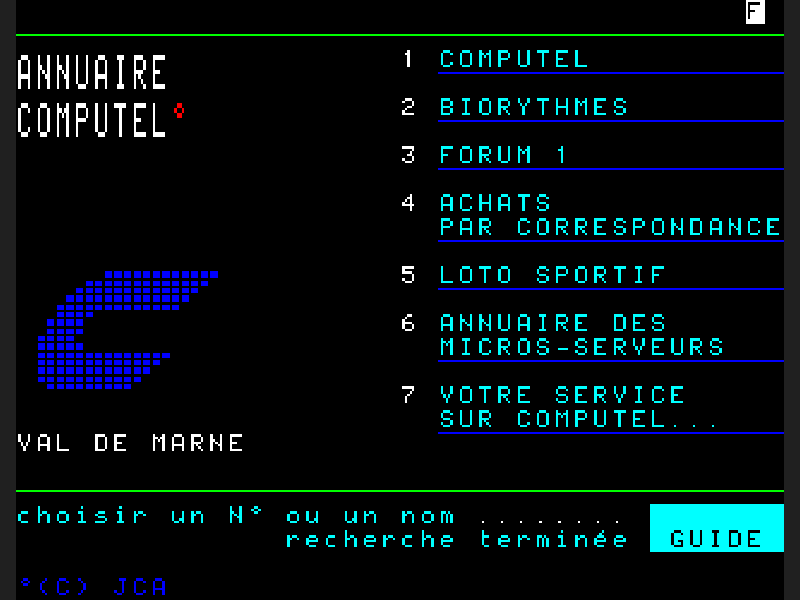 F
ANNUAIRE
COMPUTEL°
1 COMPUTEL
2 BIORYTHMES
3 FORUM 1
4 ACHATS
PAR CORRESPONDANCE
5 LOTO SPORTIF
6 ANNUAIRE DES
MICROS-SERVEURS
7 VOTRE SERVICE
SUR COMPUTEL...
VAL DE MARNE
choisir un N° ou un nom ........
recherche terminée GUIDE
°(C) JCA